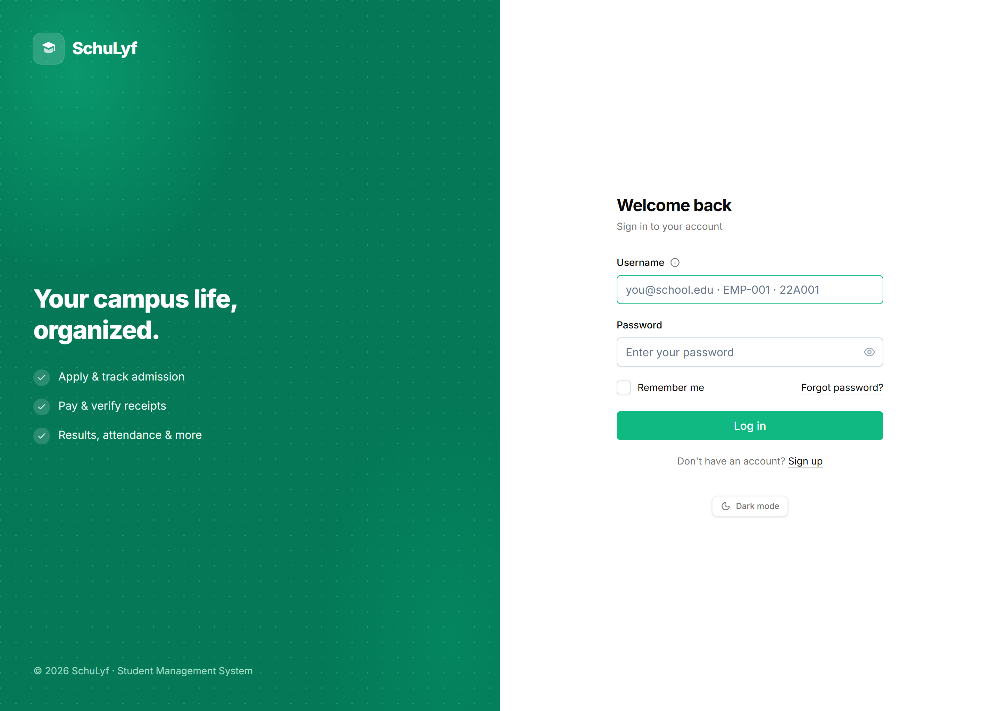 SchuLyf
Your campus life,
organized.
Apply & track admission
Pay & verify receipts
Results, attendance & more
© 2026 SchuLyf · Student Management System
Welcome back
Sign in to your account
Username
you@school.edu · EMP-001 · 22A001
Password
Enter your password
Remember me
Forgot password?
Log in
Don't have an account? Sign up
Dark mode